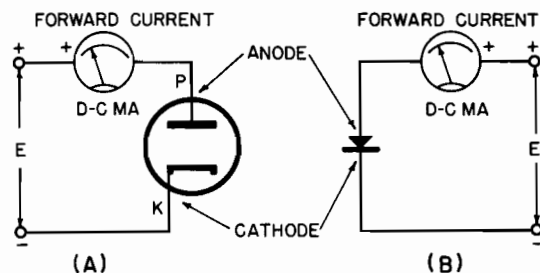 FORWARD CURRENT
+ +
D-C MA
P
E
K
−
(A)
ANODE
CATHODE
FORWARD CURRENT
+ +
D-C MA
E
−
(B)